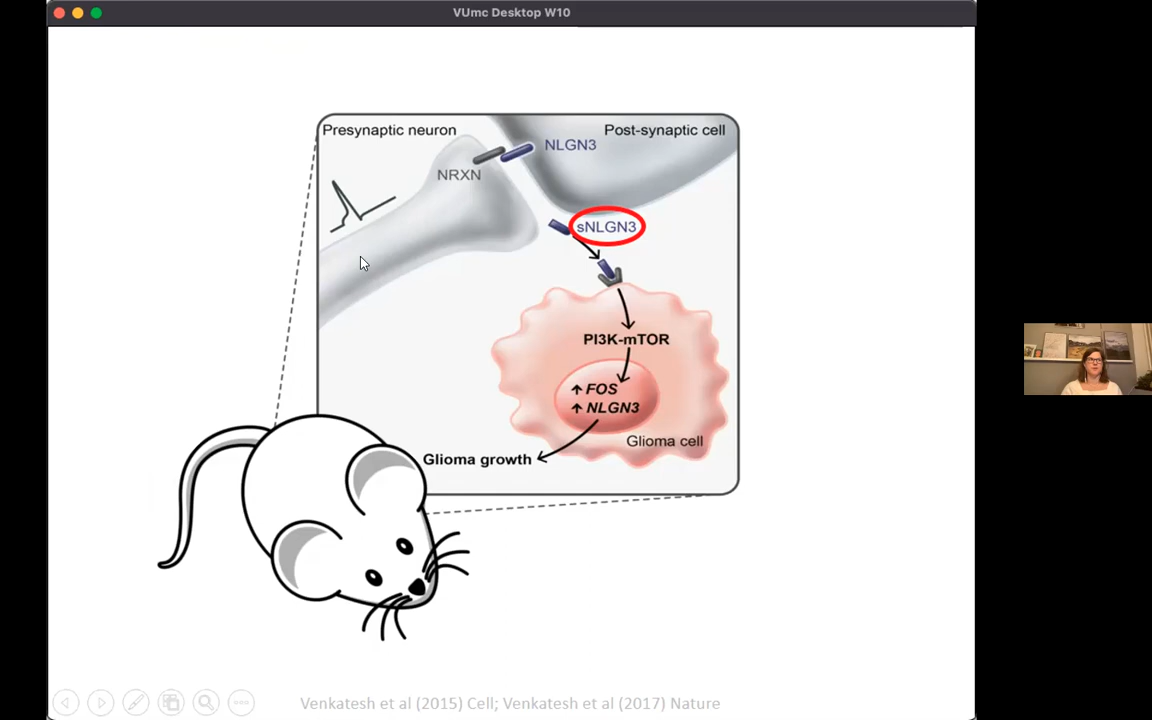 VUmc Desktop W10
Presynaptic neuron
Post-synaptic cell
NLGN3
NRXN
sNLGN3
PI3K-mTOR
↑ FOS
↑ NLGN3
Glioma cell
Glioma growth
Venkatesh et al (2015) Cell; Venkatesh et al (2017) Nature